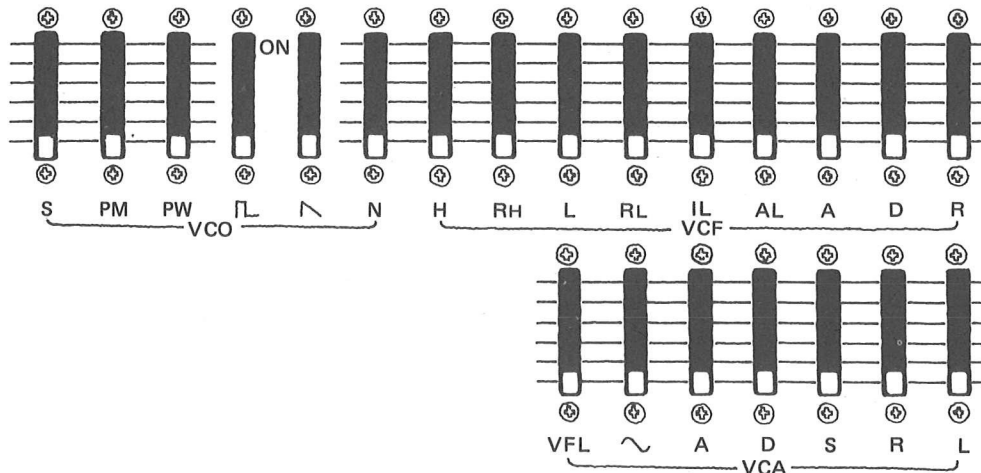 ON
S PM PW N H RH L RL IL AL A D R
VCO VCF
VFL A D S R L
VCA